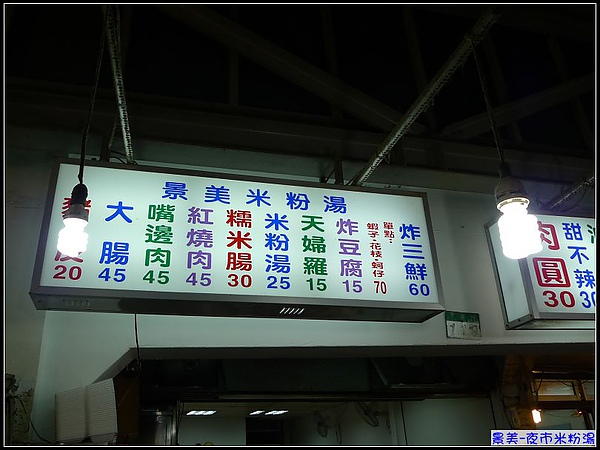 景美米粉湯
皮 20
大腸 45
嘴邊肉 45
紅燒肉 45
糯米腸 30
米粉湯 25
天婦羅 15
炸豆腐 15
單點:蝦子·花枝·蚵仔 70
炸三鮮 60
肉圓 30
甜不辣 30
景美-夜市米粉湯